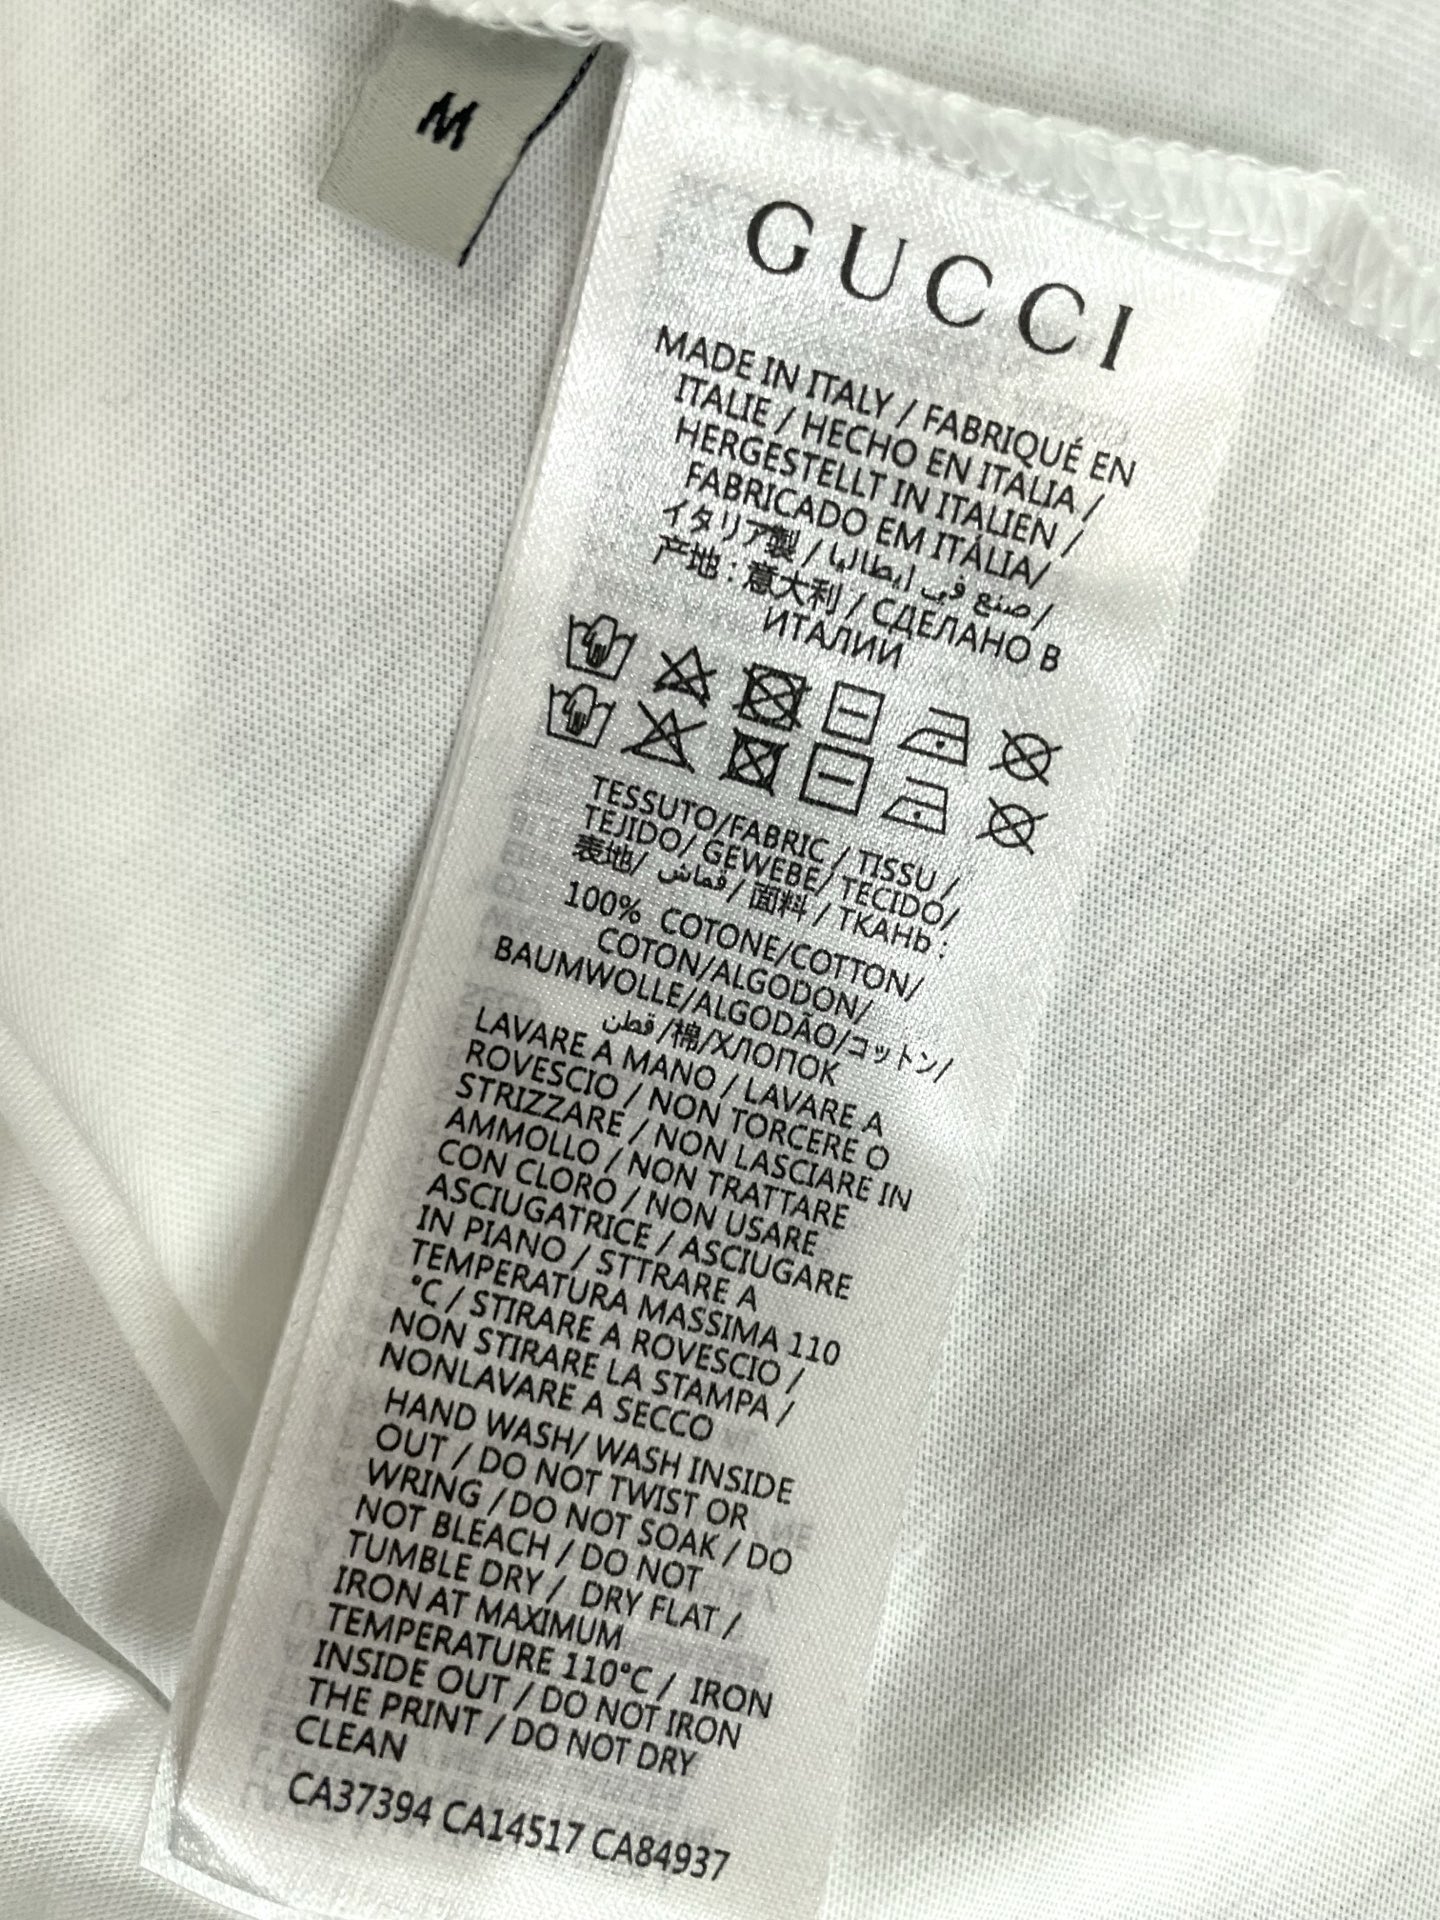 M
GUCCI
MADE IN ITALY / FABRIQUÉ EN
ITALIE / HECHO EN ITALIA /
HERGESTELLT IN ITALIEN /
FABRICADO EM ITÁLIA/
イタリア製 / صنع في إيطاليا /
产地 : 意大利 / СДЕЛАНО В
ИТАЛИИ
TESSUTO/FABRIC / TISSU /
TEJIDO/ GEWEBE/ TECIDO/
表地/ قماش / 面料 / ТКАНЬ :
100% COTONE/COTTON/
COTON/ALGODON/
BAUMWOLLE/ALGODÃO/コットン/
قطن /棉/ХЛОПОК
LAVARE A MANO / LAVARE A
ROVESCIO / NON TORCERE O
STRIZZARE / NON LASCIARE IN
AMMOLLO / NON TRATTARE
CON CLORO / NON USARE
ASCIUGATRICE / ASCIUGARE
IN PIANO / STTRARE A
TEMPERATURA MASSIMA 110
°C / STIRARE A ROVESCIO /
NON STIRARE LA STAMPA /
NONLAVARE A SECCO
HAND WASH/ WASH INSIDE
OUT / DO NOT TWIST OR
WRING / DO NOT SOAK / DO
NOT BLEACH / DO NOT
TUMBLE DRY / DRY FLAT /
IRON AT MAXIMUM
TEMPERATURE 110°C / IRON
INSIDE OUT / DO NOT IRON
THE PRINT / DO NOT DRY
CLEAN
CA37394 CA14517 CA84937